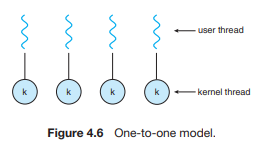 user thread
k k k k kernel thread
Figure 4.6 One-to-one model.